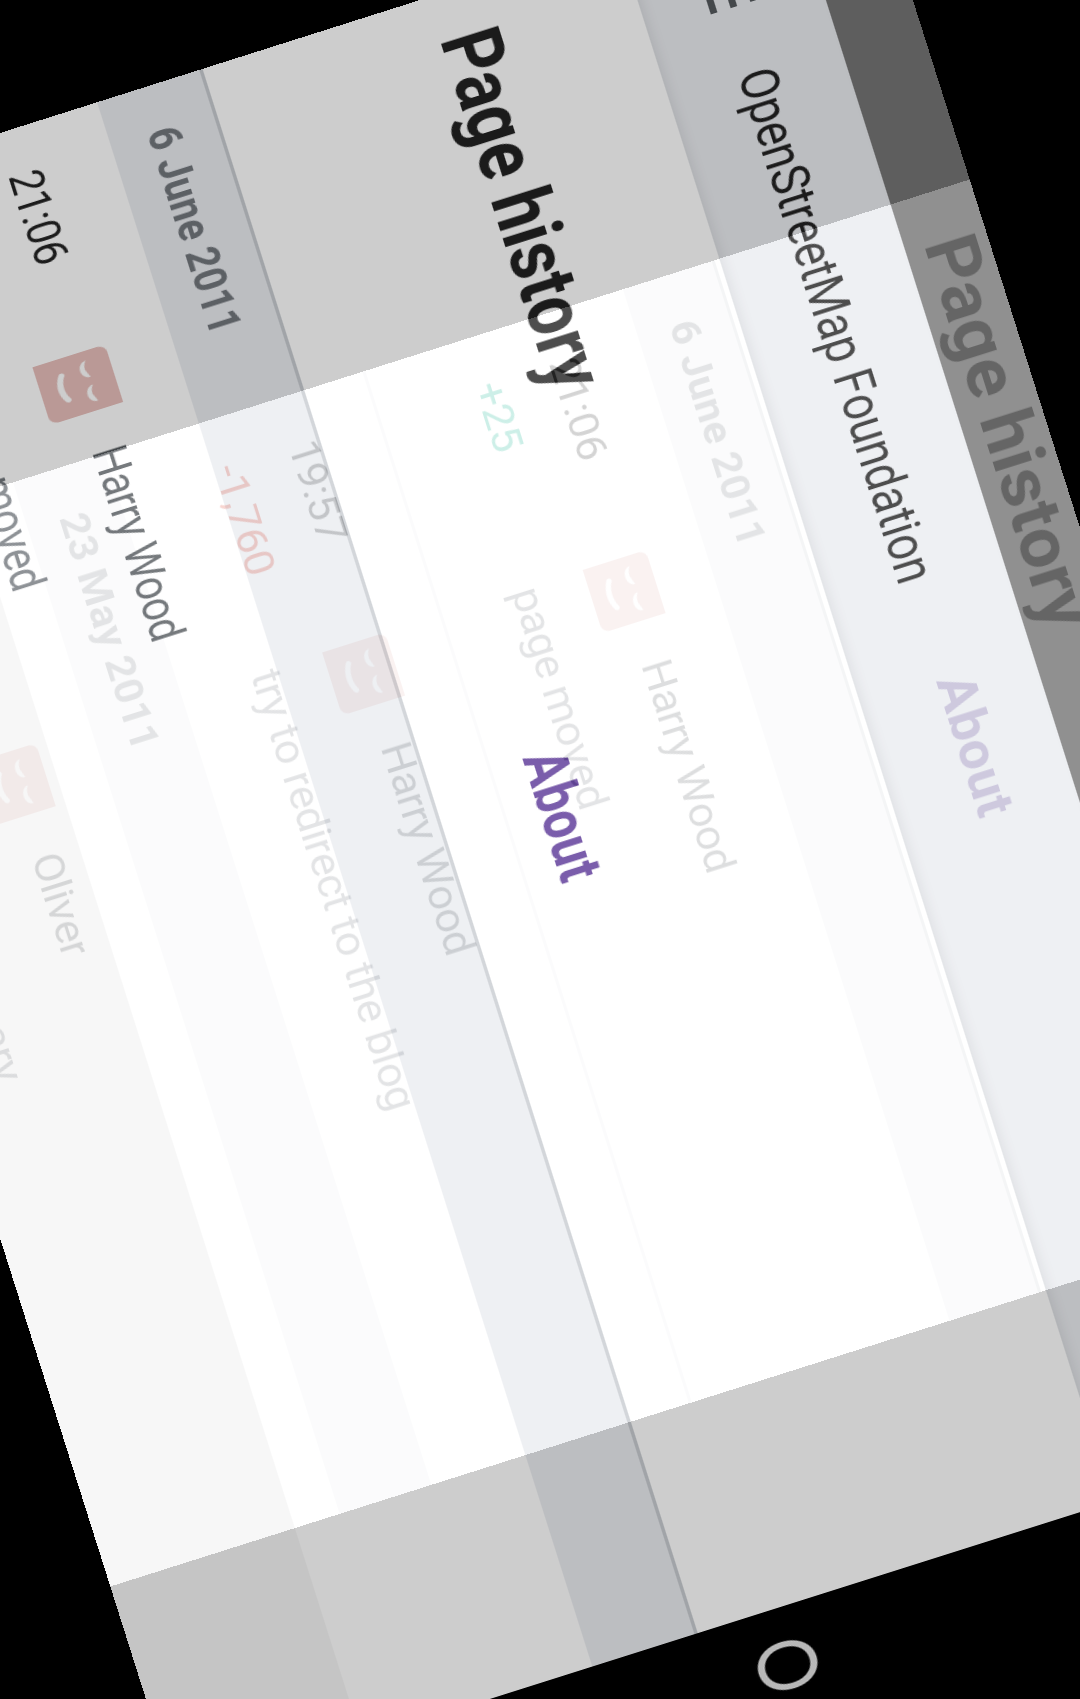 Page history
OpenStreetMap Foundation
About
Page history
About
6 June 2011
21:06
Harry Wood
moved
6 June 2011
21:06
+25
Harry Wood
page moved
19:57
-1,760
Harry Wood
try to redirect to the blog
23 May 2011
Oliver